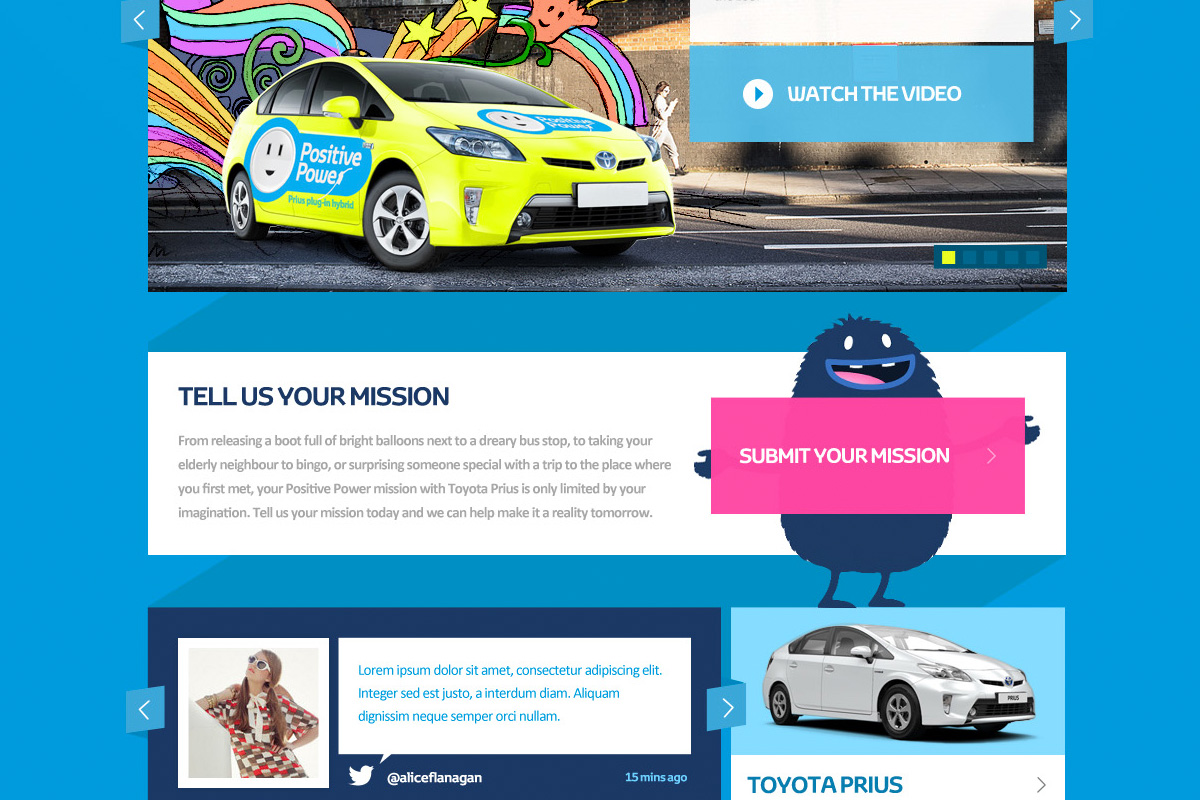 WATCH THE VIDEO
Positive
Power
Positive
Power
Prius plug-in hybrid
TELL US YOUR MISSION
From releasing a boot full of bright balloons next to a dreary bus stop, to taking your
elderly neighbour to bingo, or surprising someone special with a trip to the place where
you first met, your Positive Power mission with Toyota Prius is only limited by your
imagination. Tell us your mission today and we can help make it a reality tomorrow.
SUBMIT YOUR MISSION
Lorem ipsum dolor sit amet, consectetur adipiscing elit.
Integer sed est justo, a interdum diam. Aliquam
dignissim neque semper orci nullam.
@aliceflanagan
15 mins ago
PRIUS
TOYOTA PRIUS